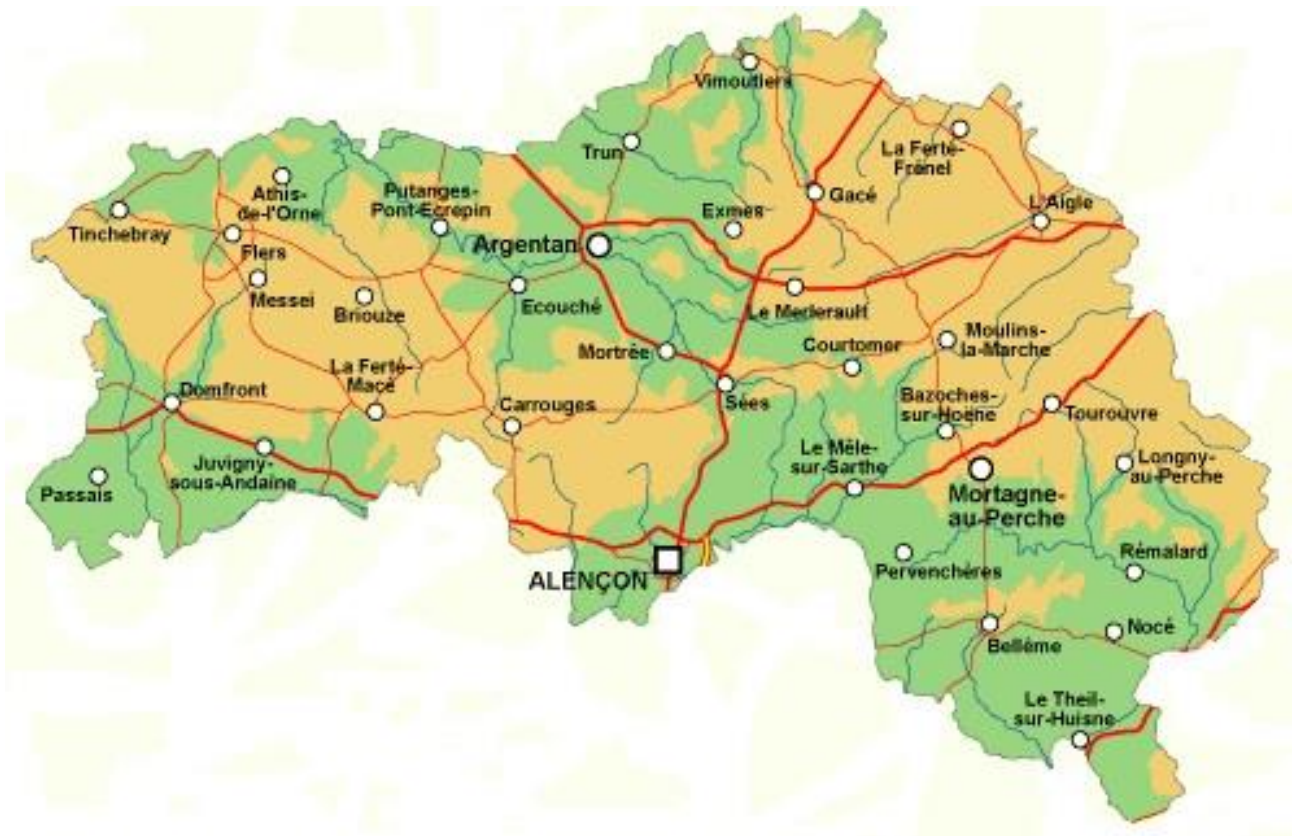 Vimoutiers
Trun
La Ferté-
Frênel
Athis-
de-l'Orne
Putanges-
Pont-Ecrepin
Gacé
Exmes
L'Aigle
Tinchebray
Flers
Argentan
Messei
Briouze
Ecouché
Le Merlerault
Mortrée
Courtomer
Moulins-
la-Marche
La Ferté-
Macé
Domfront
Carrouges
Sées
Bazoches-
sur-Hoene
Tourouvre
Juvigny-
sous-Andaine
Le Mêle-
sur-Sarthe
Longny-
au-Perche
Passais
Mortagne-
au-Perche
Pervenchères
Rémalard
ALENÇON
Nocé
Bellême
Le Theil-
sur-Huisne